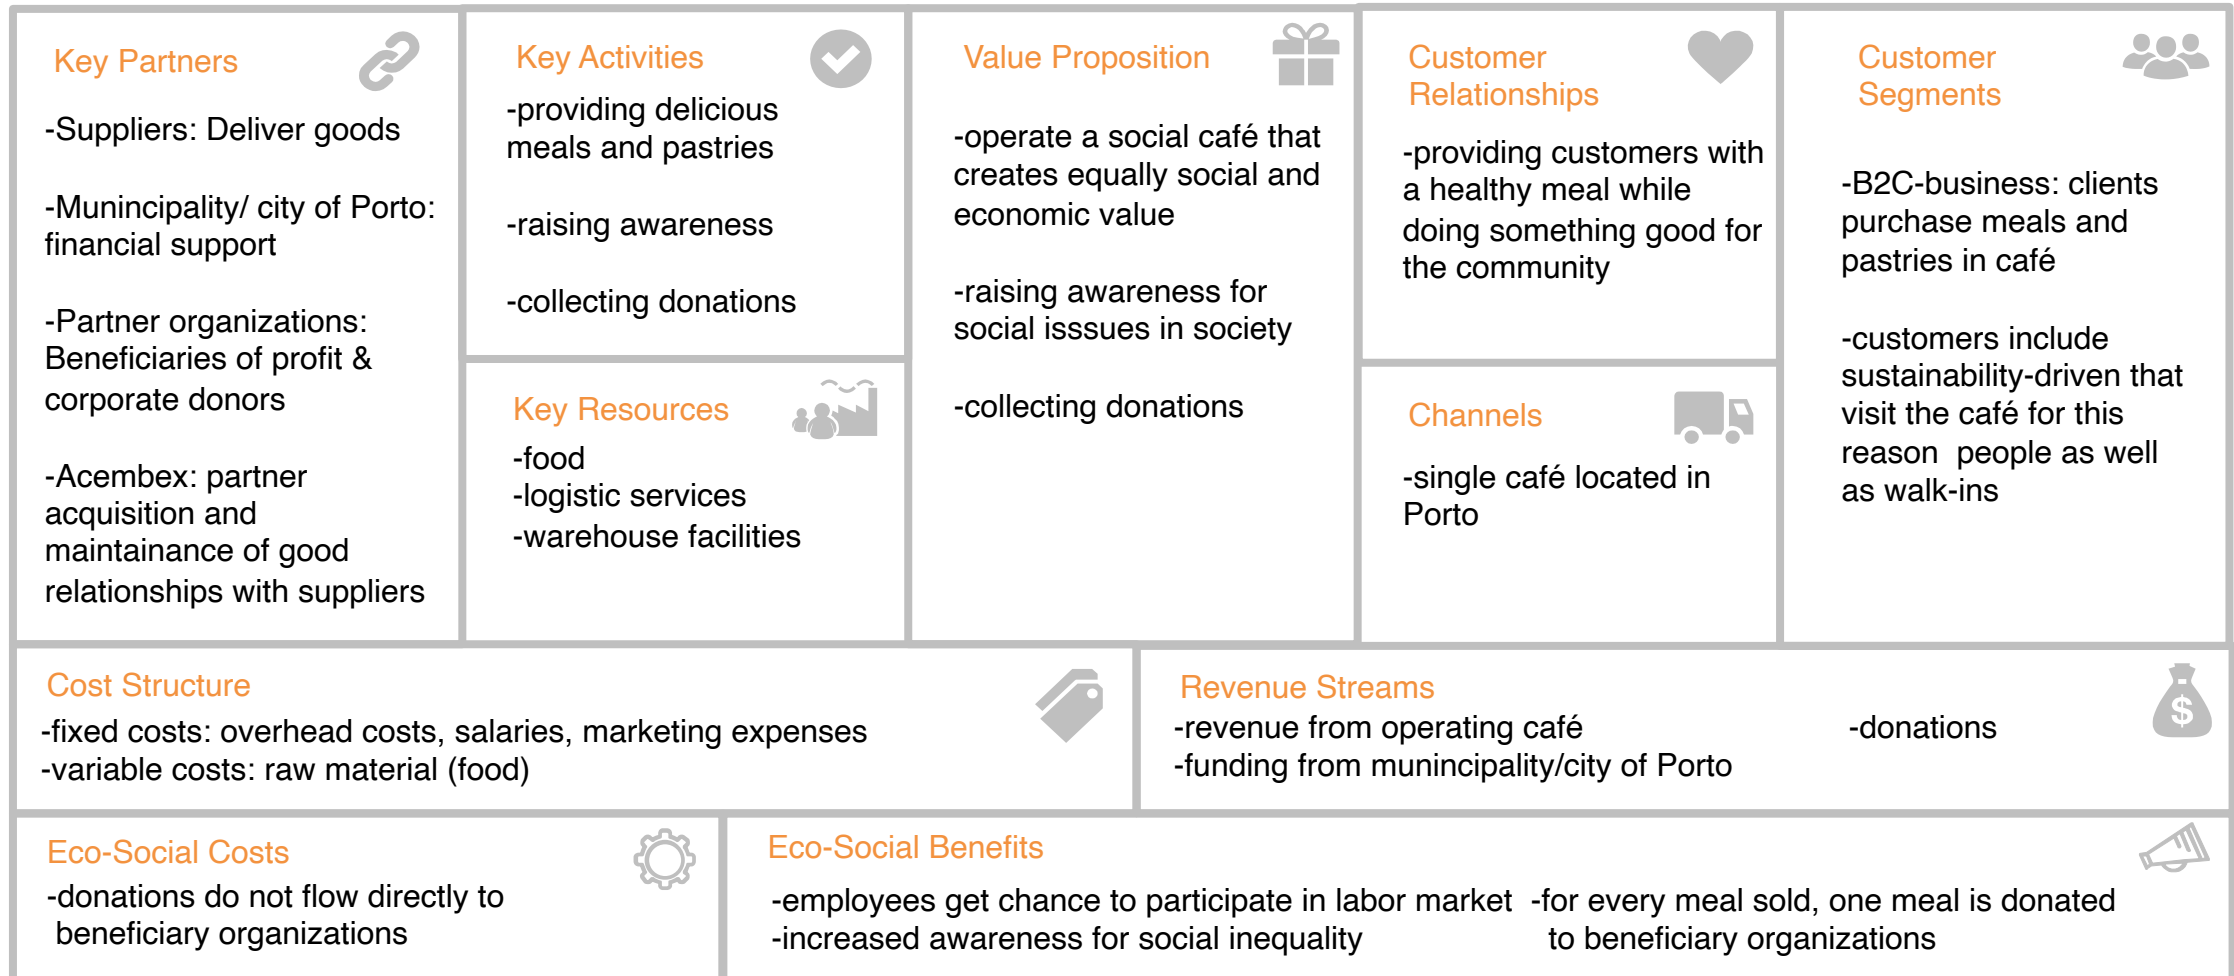 Key Partners
-Suppliers: Deliver goods
-Munincipality/ city of Porto:
financial support
-Partner organizations:
Beneficiaries of profit &
corporate donors
-Acembex: partner
acquisition and
maintainance of good
relationships with suppliers
Key Activities
-providing delicious
meals and pastries
-raising awareness
-collecting donations
Key Resources
-food
-logistic services
-warehouse facilities
Value Proposition
-operate a social café that
creates equally social and
economic value
-raising awareness for
social isssues in society
-collecting donations
Customer
Relationships
-providing customers with
a healthy meal while
doing something good for
the community
Channels
-single café located in
Porto
Customer
Segments
-B2C-business: clients
purchase meals and
pastries in café
-customers include
sustainability-driven that
visit the café for this
reason  people as well
as walk-ins
Cost Structure
-fixed costs: overhead costs, salaries, marketing expenses
-variable costs: raw material (food)
Revenue Streams
-revenue from operating café
-funding from munincipality/city of Porto
-donations
$
Eco-Social Costs
-donations do not flow directly to
beneficiary organizations
Eco-Social Benefits
-employees get chance to participate in labor market
-increased awareness for social inequality
-for every meal sold, one meal is donated
to beneficiary organizations